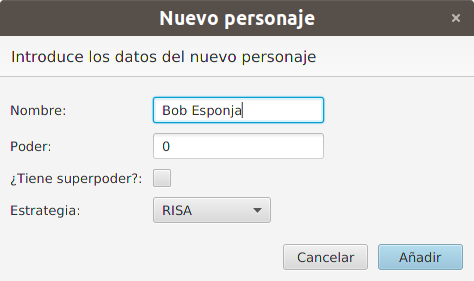 Nuevo personaje
Introduce los datos del nuevo personaje
Nombre: Bob Esponja
Poder: 0
¿Tiene superpoder?:
Estrategia: RISA
Cancelar Añadir